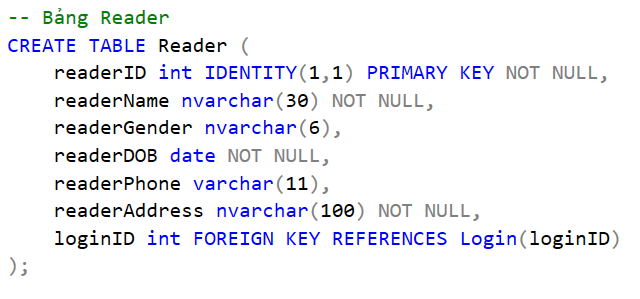 -- Bảng Reader
CREATE TABLE Reader (
    readerID int IDENTITY(1,1) PRIMARY KEY NOT NULL,
    readerName nvarchar(30) NOT NULL,
    readerGender nvarchar(6),
    readerDOB date NOT NULL,
    readerPhone varchar(11),
    readerAddress nvarchar(100) NOT NULL,
    loginID int FOREIGN KEY REFERENCES Login(loginID)
);